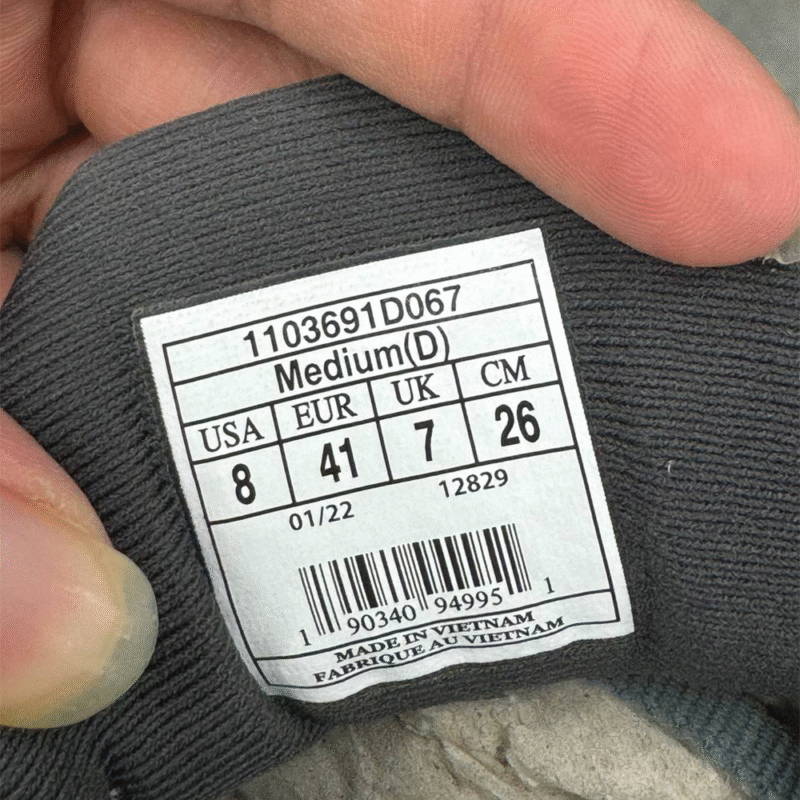 1103691D067
Medium(D)
USA EUR UK CM
8 41 7 26
01/22 12829
1 90340 94995 1
MADE IN VIETNAM
FABRIQUE AU VIETNAM